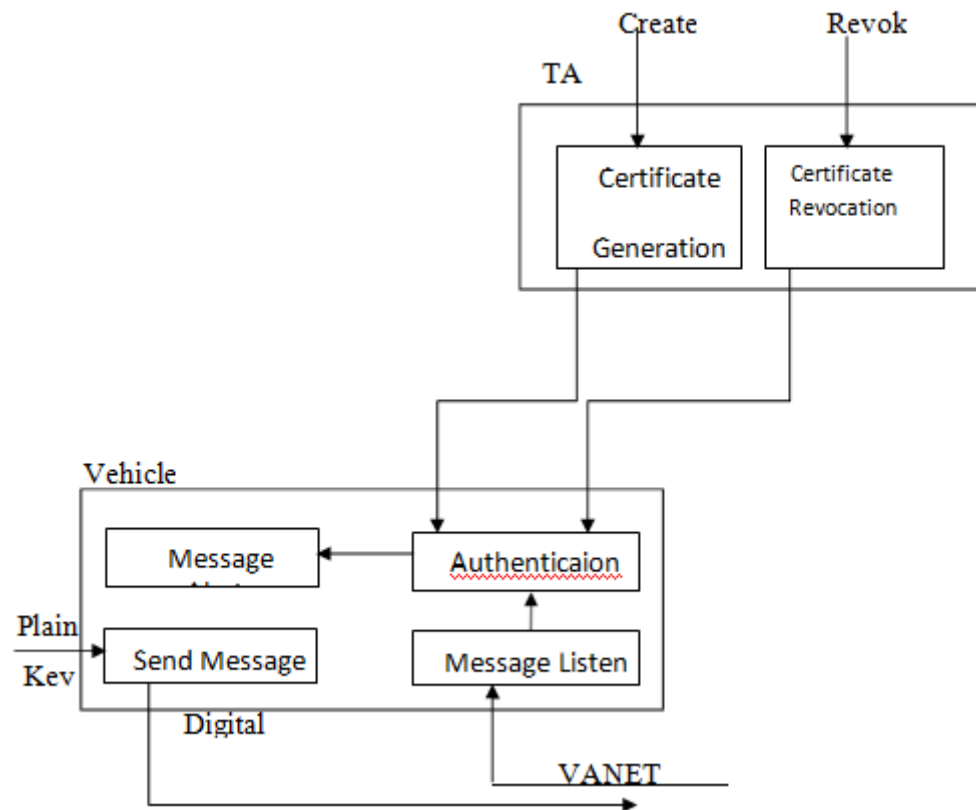 Create
Revok
TA
Certificate
Generation
Certificate
Revocation
Vehicle
Message
Authenticaion
Plain
Kev
Send Message
Message Listen
Digital
VANET